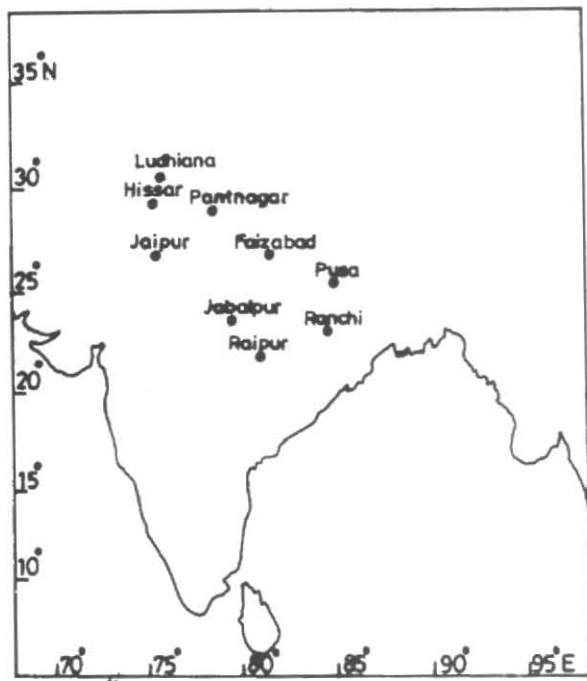 35°N
30°
Ludhiana
Hissar
Pantnagar
Jaipur
Faizabad
25°
Pusa
Jabalpur
Ranchi
Raipur
20°
15°
10°
70° 75° 80° 85° 90° 95°E